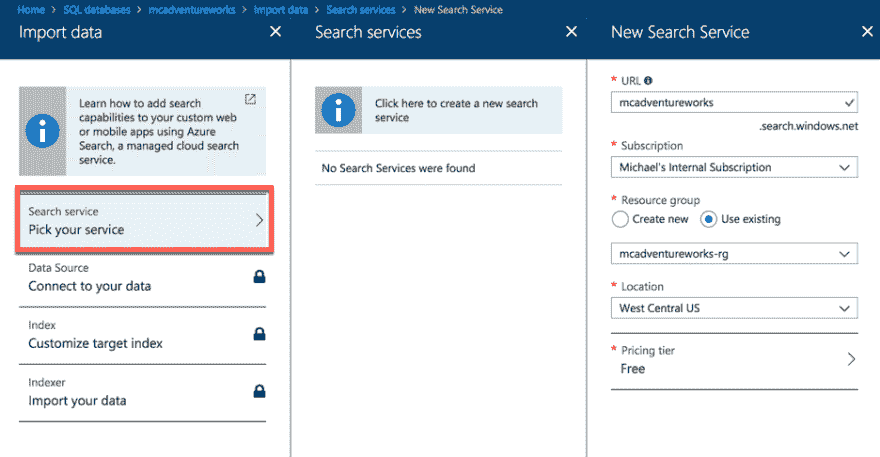 Home > SQL databases > mcadventureworks > Import data > Search services > New Search Service
Import data
Learn how to add search
capabilities to your custom web
or mobile apps using Azure
Search, a managed cloud search
service.
Search service
Pick your service
Data Source
Connect to your data
Index
Customize target index
Indexer
Import your data
Search services
Click here to create a new search
service
No Search Services were found
New Search Service
* URL
mcadventureworks
.search.windows.net
* Subscription
Michael's Internal Subscription
* Resource group
Create new Use existing
mcadventureworks-rg
* Location
West Central US
* Pricing tier
Free